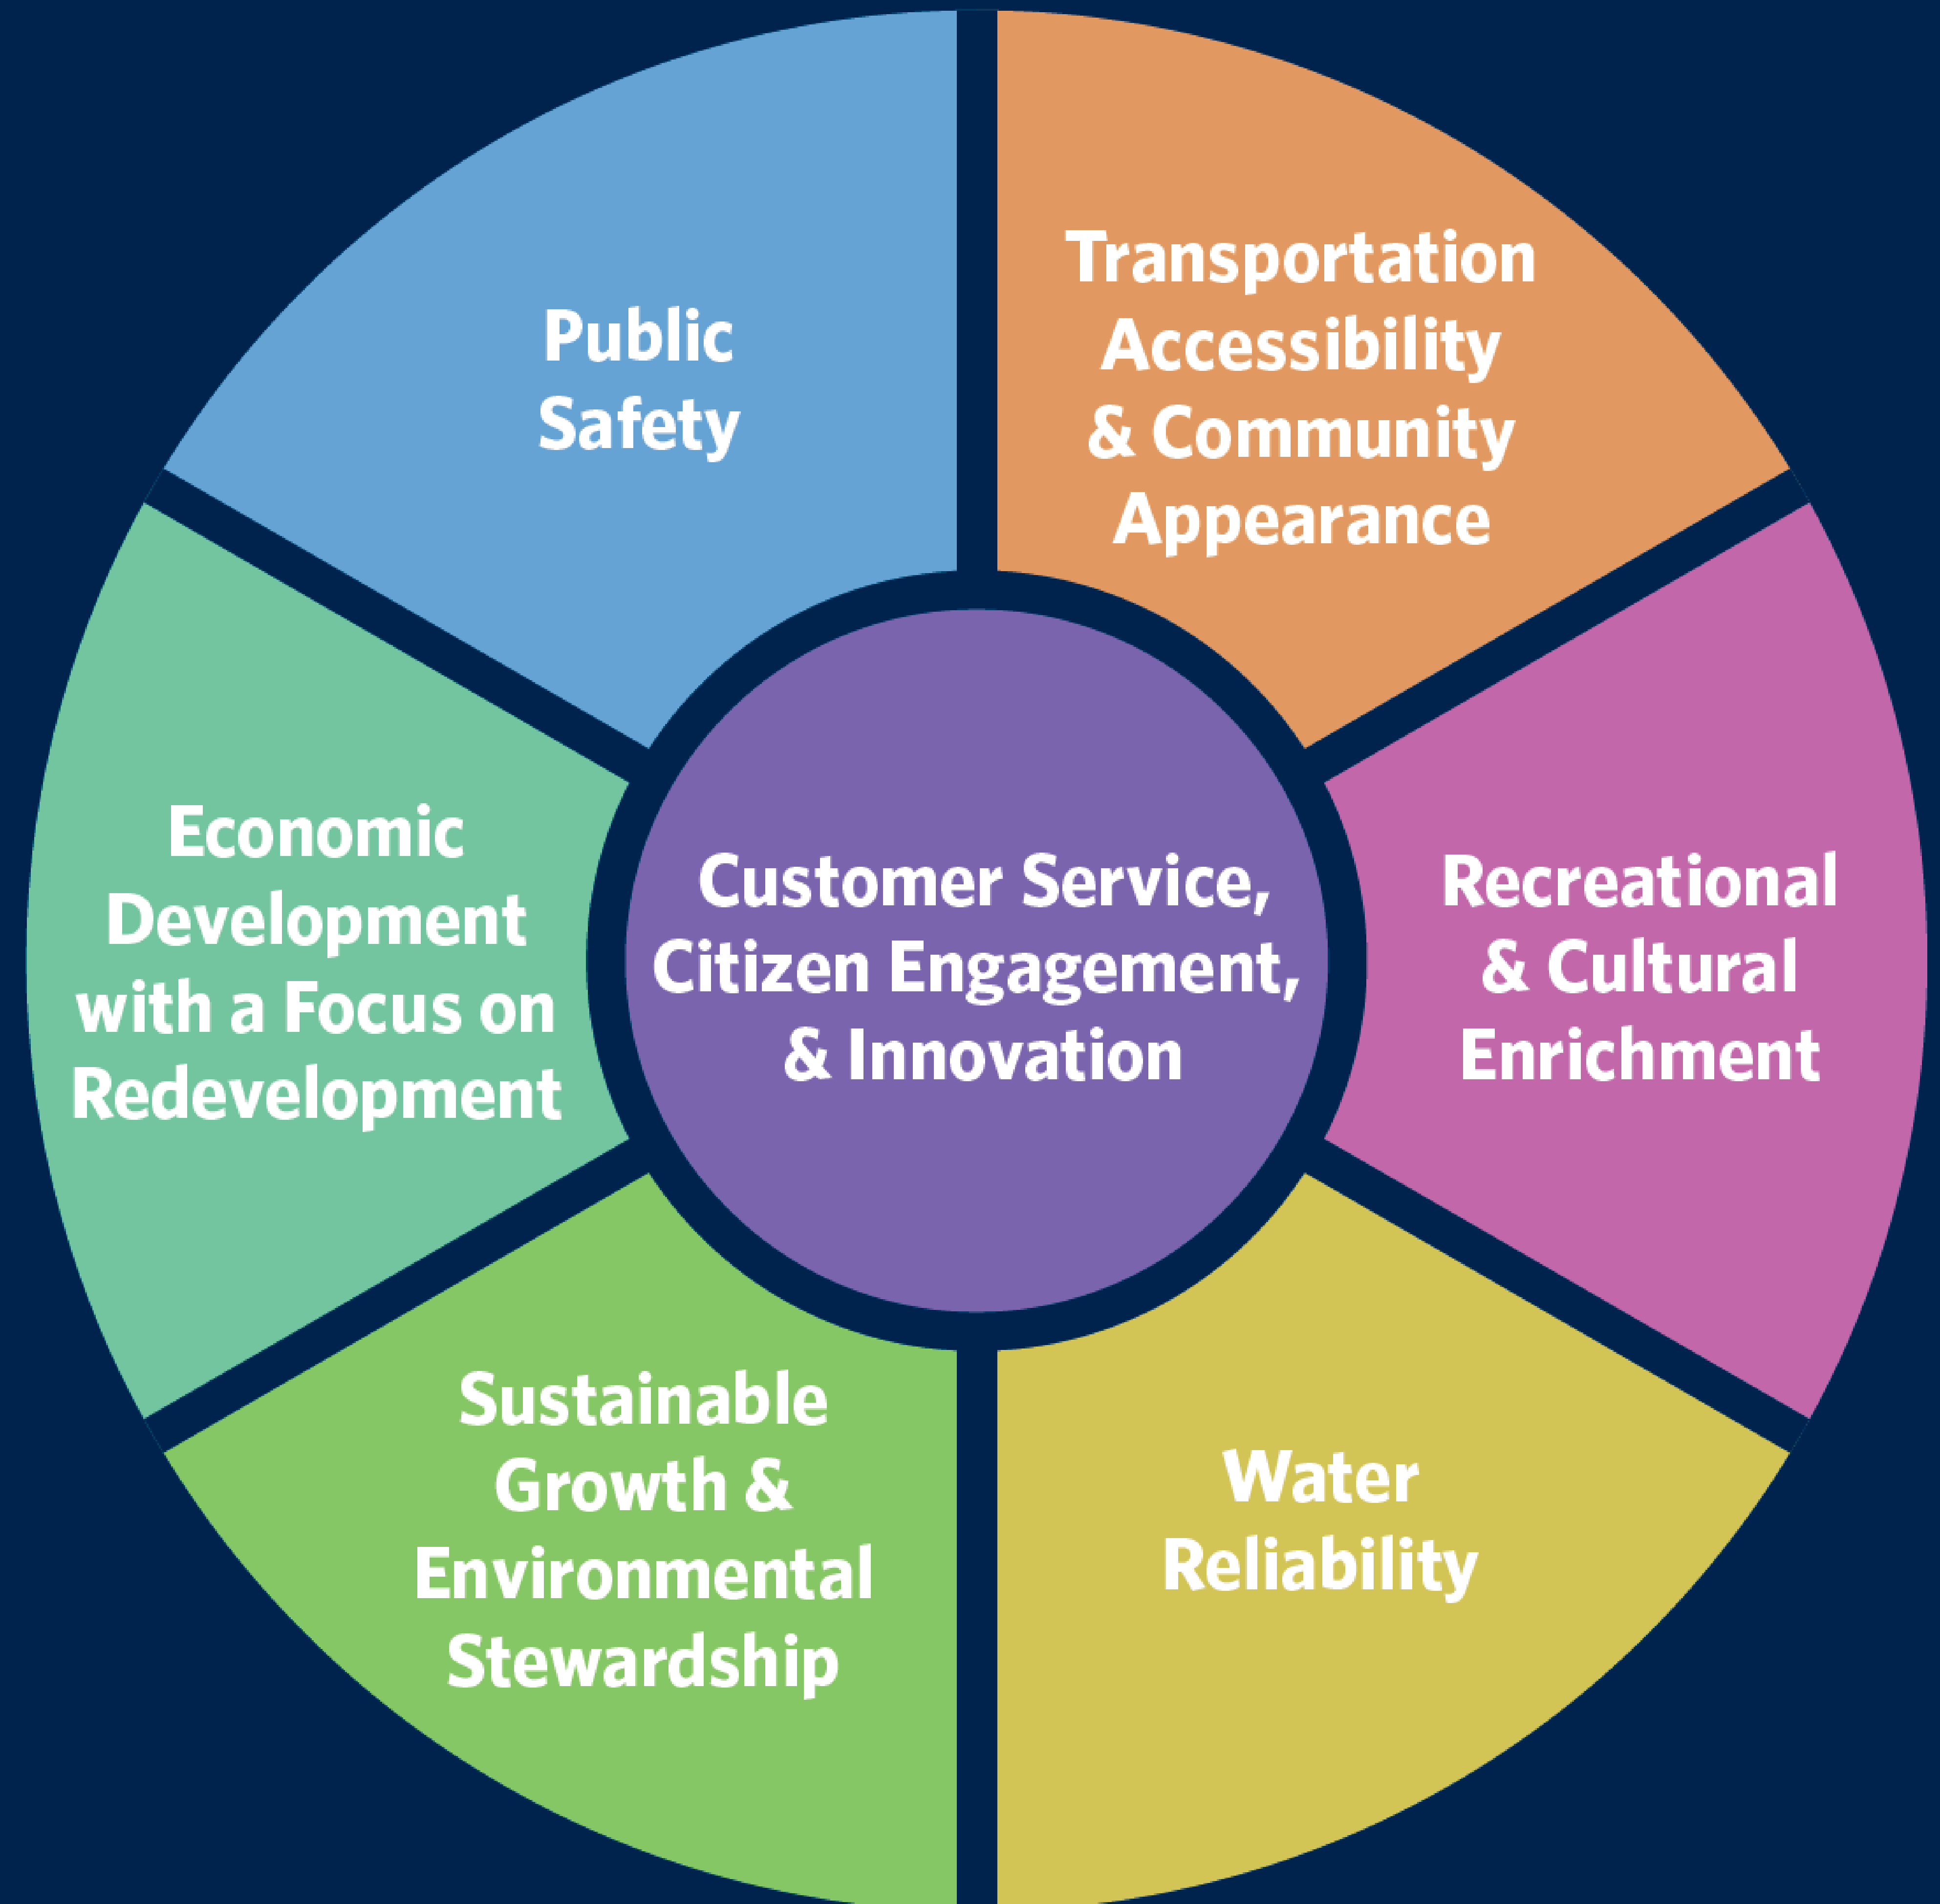 Public
Safety
Transportation
Accessibility
& Community
Appearance
Economic
Development
with a Focus on
Redevelopment
Customer Service,
Citizen Engagement,
& Innovation
Recreational
& Cultural
Enrichment
Sustainable
Growth &
Environmental
Stewardship
Water
Reliability